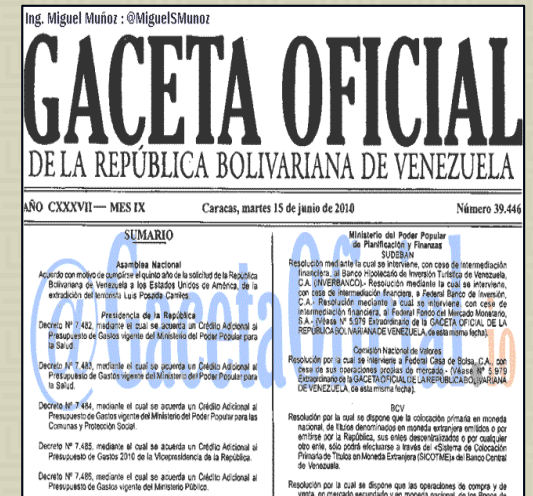 Ing. Miguel Muñoz : @MiguelSMunoz
GACETA OFICIAL
DE LA REPÚBLICA BOLIVARIANA DE VENEZUELA
AÑO CXXXVII— MES IX
Caracas, martes 15 de junio de 2010
Número 39.446
SUMARIO
Asamblea Nacional
Acuerdo con motivo de cumplirse el quinto año de la solicitud de la República
Bolivariana de Venezuela a los Estados Unidos de América, de la
extradición del terrorista Luis Posada Carriles.
Presidencia de la República
Decreto Nº 7.482, mediante el cual se acuerda un Crédito Adicional al
Presupuesto de Gastos vigente del Ministerio del Poder Popular para
la Salud.
Decreto Nº 7.483, mediante el cual se acuerda un Crédito Adicional al
Presupuesto de Gastos vigente del Ministerio del Poder Popular para
la Salud.
Decreto Nº 7.484, mediante el cual se acuerda un Crédito Adicional al
Presupuesto de Gastos vigente del Ministerio del Poder Popular para las
Comunas y Protección Social.
Decreto Nº 7.485, mediante el cual se acuerda un Crédito Adicional al
Presupuesto de Gastos 2010 de la Vicepresidencia de la República.
Decreto Nº 7.486, mediante el cual se acuerda un Crédito Adicional al
Presupuesto de Gastos vigente del Ministerio Público.
Ministerio del Poder Popular
de Planificación y Finanzas
SUDEBAN
Resolución mediante la cual se interviene, con cese de intermediación
financiera, al Banco Hipotecario de Inversión Turística de Venezuela,
C.A. (INVERBANCO).- Resolución mediante la cual se interviene,
con cese de intermediación financiera, a Federal Banco de Inversión,
C.A.- Resolución mediante la cual se interviene, con cese de
intermediación financiera, al Federal Fondo del Mercado Monetario,
S.A.- (Véase Nº 5.979 Extraordinario de la GACETA OFICIAL DE LA
REPÚBLICA BOLIVARIANA DE VENEZUELA, de esta misma fecha).
Comisión Nacional de Valores
Resolución por la cual se interviene a Federal Casa de Bolsa, C.A., con
cese de sus operaciones propias de mercado.- (Véase Nº 5.979
Extraordinario de la GACETA OFICIAL DE LA REPÚBLICA BOLIVARIANA
DE VENEZUELA, de esta misma fecha).
BCV
Resolución por la cual se dispone que la colocación primaria en moneda
nacional, de títulos denominados en moneda extranjera emitidos o por
emitirse por la República, sus entes descentralizados o por cualquier
otro ente, sólo podrá efectuarse a través del «Sistema de Colocación
Primaria de Títulos en Moneda Extranjera (SICOTME)» del Banco Central
de Venezuela.
Resolución por la cual se dispone que las operaciones de compra y de
venta, en mercado secundario y en moneda nacional, de los Bonos de